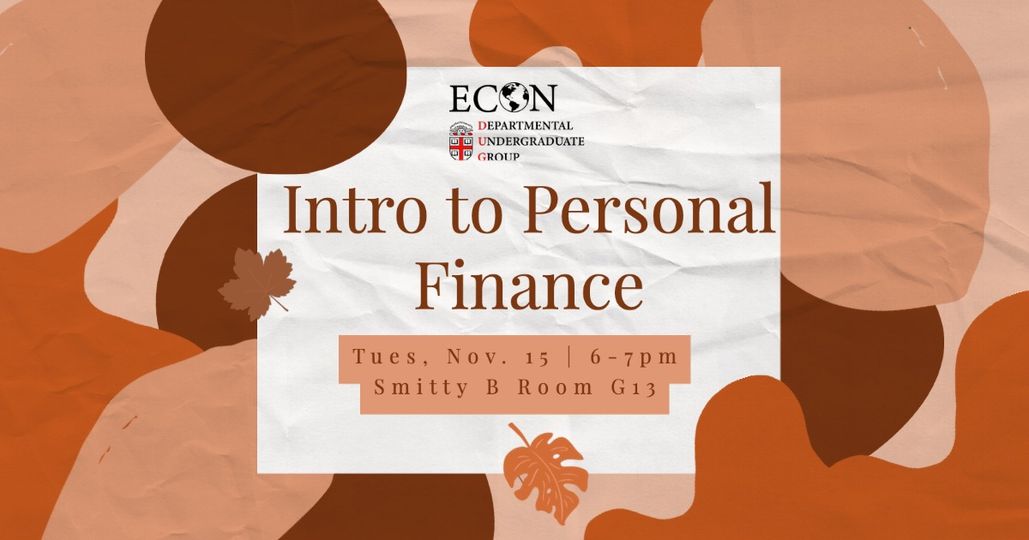 ECON
DEPARTMENTAL
UNDERGRADUATE
GROUP
Intro to Personal
Finance
Tues, Nov. 15 | 6-7pm
Smitty B Room G13